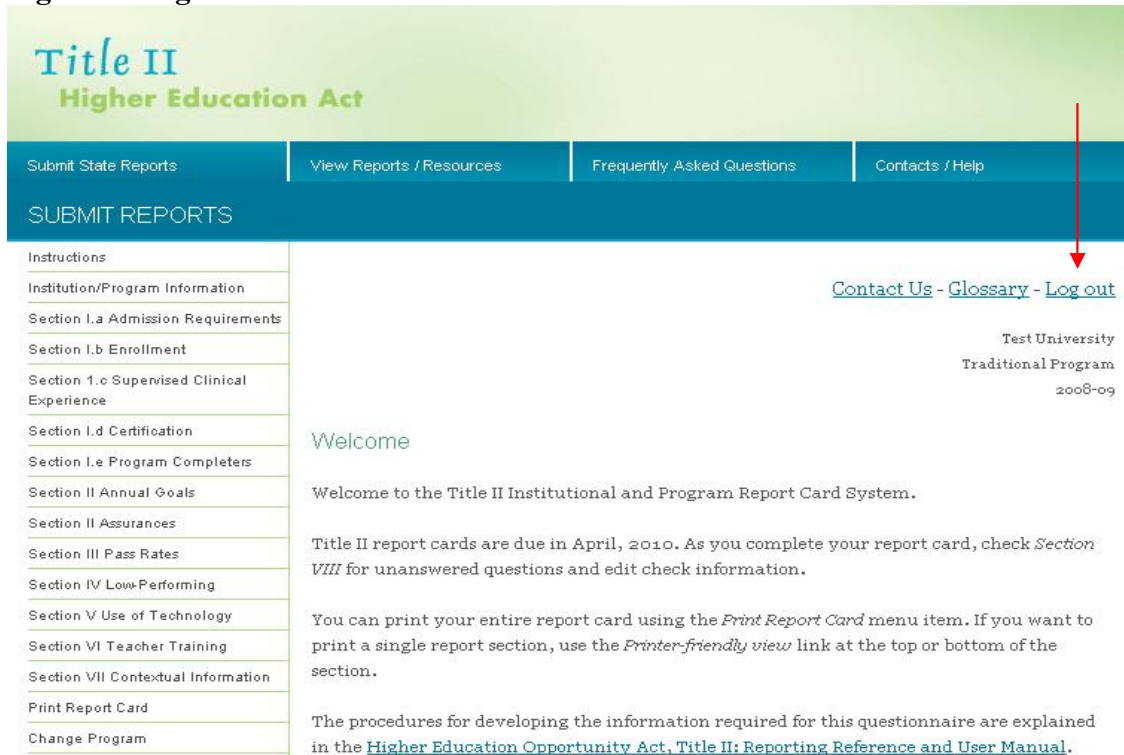 Title II
Higher Education Act
Submit State Reports
View Reports / Resources
Frequently Asked Questions
Contacts / Help
SUBMIT REPORTS
Instructions
Institution/Program Information
Section I.a Admission Requirements
Section I.b Enrollment
Section 1.c Supervised Clinical
Experience
Section I.d Certification
Section I.e Program Completers
Section II Annual Goals
Section II Assurances
Section III Pass Rates
Section IV Low-Performing
Section V Use of Technology
Section VI Teacher Training
Section VII Contextual Information
Print Report Card
Change Program
Contact Us - Glossary - Log out
Test University
Traditional Program
2008-09
Welcome
Welcome to the Title II Institutional and Program Report Card System.
Title II report cards are due in April, 2010. As you complete your report card, check Section
VIII for unanswered questions and edit check information.
You can print your entire report card using the Print Report Card menu item. If you want to
print a single report section, use the Printer-friendly view link at the top or bottom of the
section.
The procedures for developing the information required for this questionnaire are explained
in the Higher Education Opportunity Act, Title II: Reporting Reference and User Manual.